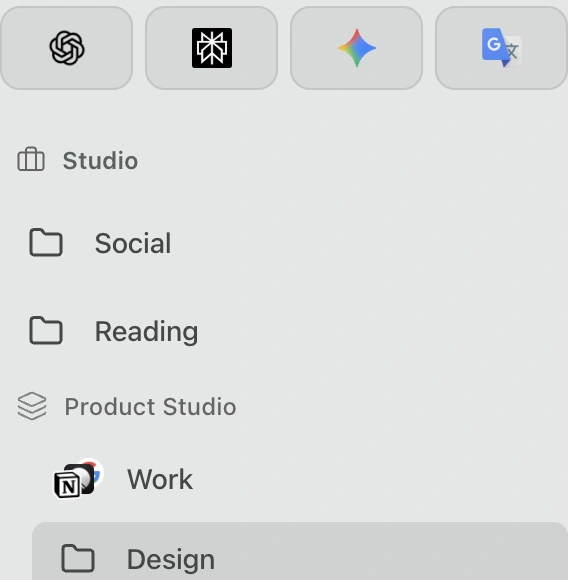 Studio
Social
Reading
Product Studio
Work
Design